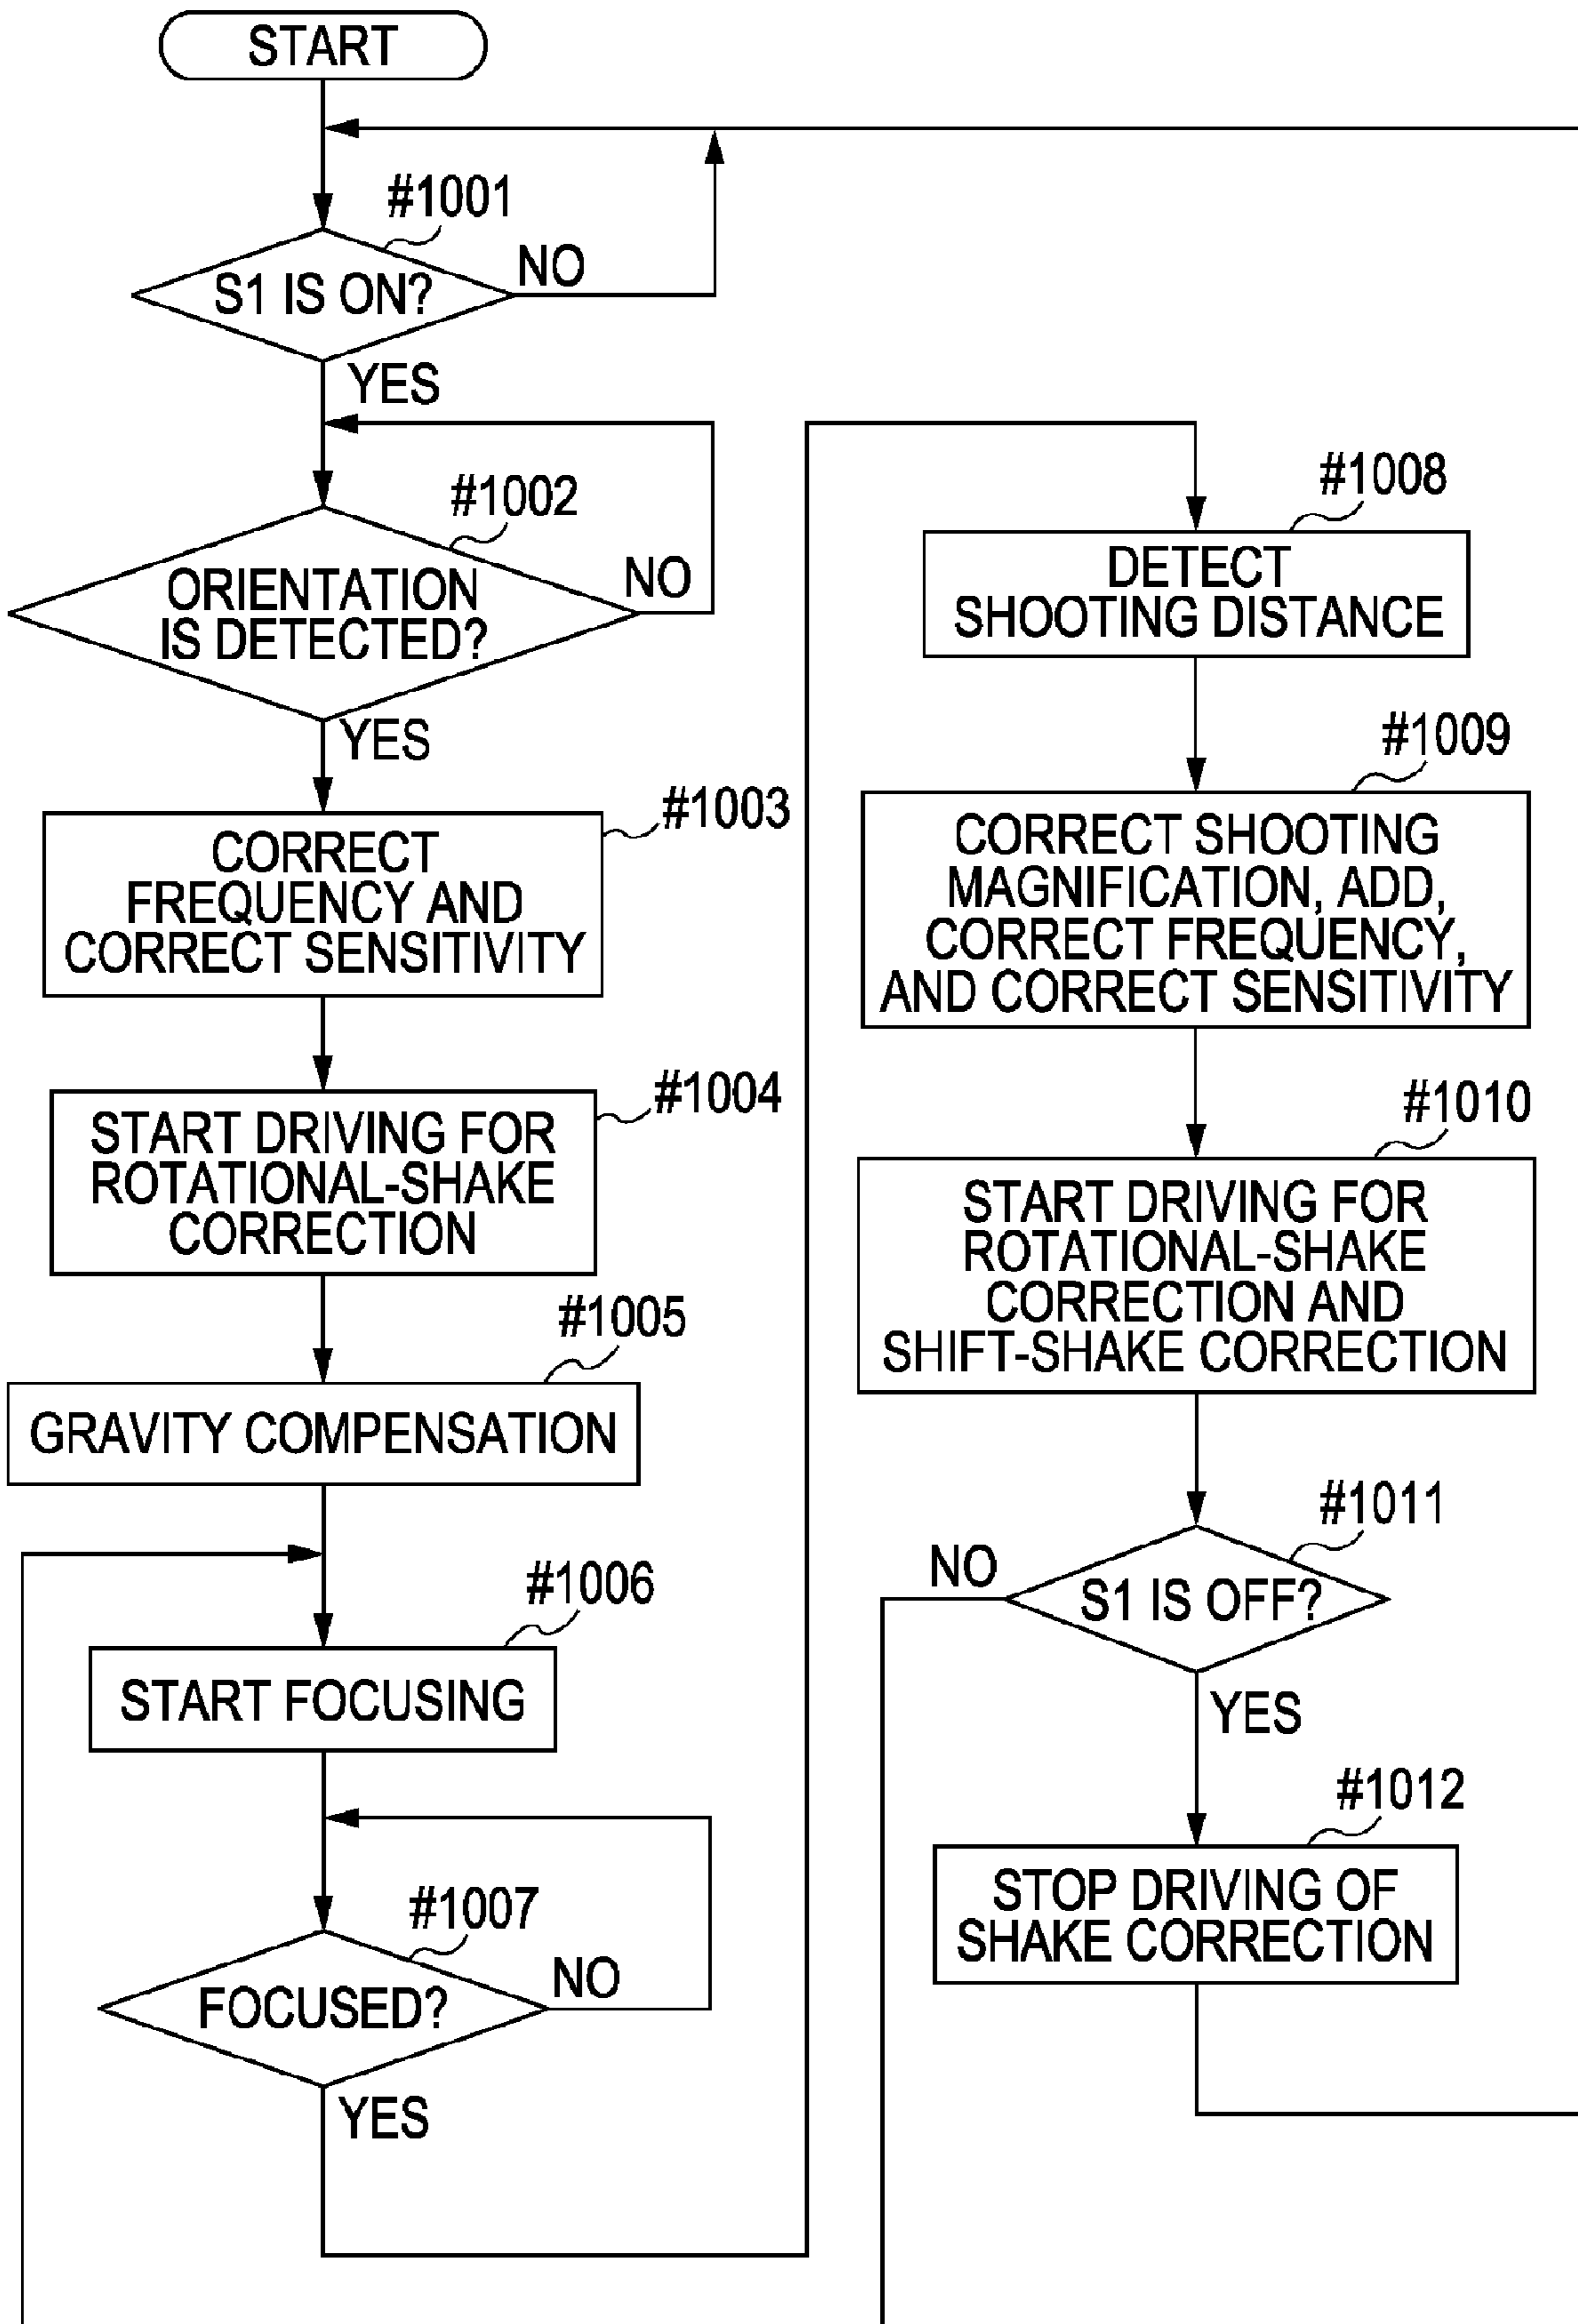 START
#1001
S1 IS ON?
NO
YES
#1002
ORIENTATION
IS DETECTED?
NO
YES
#1003
CORRECT
FREQUENCY AND
CORRECT SENSITIVITY
#1004
START DRIVING FOR
ROTATIONAL-SHAKE
CORRECTION
#1005
GRAVITY COMPENSATION
#1006
START FOCUSING
#1007
FOCUSED?
NO
YES
#1008
DETECT
SHOOTING DISTANCE
#1009
CORRECT SHOOTING
MAGNIFICATION, ADD,
CORRECT FREQUENCY,
AND CORRECT SENSITIVITY
#1010
START DRIVING FOR
ROTATIONAL-SHAKE
CORRECTION AND
SHIFT-SHAKE CORRECTION
#1011
NO
S1 IS OFF?
YES
#1012
STOP DRIVING OF
SHAKE CORRECTION